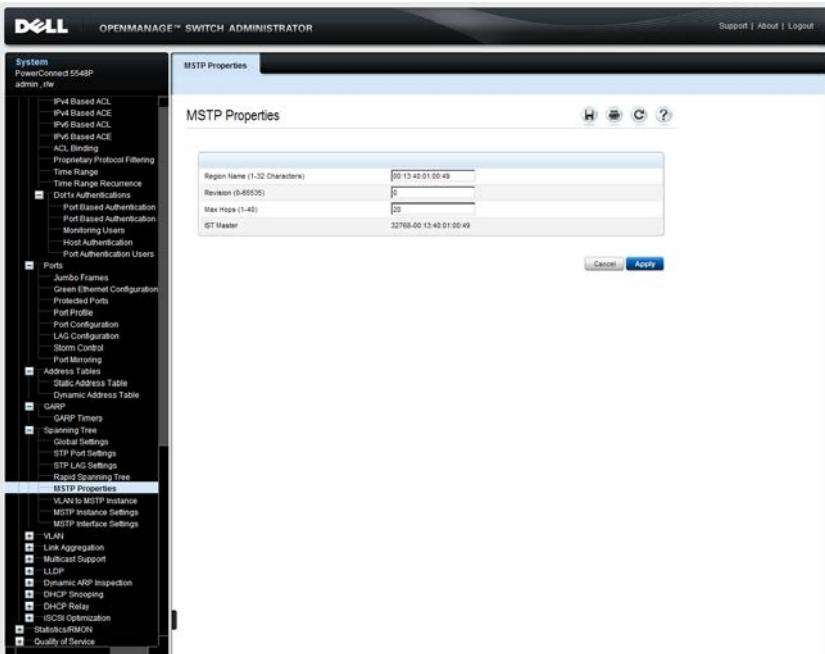 DELL
OPENMANAGE™ SWITCH ADMINISTRATOR
Support | About | Logout
System
PowerConnect 5548P
admin , r/w
MSTP Properties
IPv4 Based ACL
IPv4 Based ACE
IPv6 Based ACL
IPv6 Based ACE
ACL Binding
Proprietary Protocol Filtering
Time Range
Time Range Recurrence
Dot1x Authentications
Port Based Authentication
Port Based Authentication
Monitoring Users
Host Authentication
Port Authentication Users
Ports
Jumbo Frames
Green Ethernet Configuration
Protected Ports
Port Profile
Port Configuration
LAG Configuration
Storm Control
Port Mirroring
Address Tables
Static Address Table
Dynamic Address Table
GARP
GARP Timers
Spanning Tree
Global Settings
STP Port Settings
STP LAG Settings
Rapid Spanning Tree
MSTP Properties
VLAN to MSTP Instance
MSTP Instance Settings
MSTP Interface Settings
VLAN
Link Aggregation
Multicast Support
LLDP
Dynamic ARP Inspection
DHCP Snooping
DHCP Relay
iSCSI Optimization
Statistics/RMON
Quality of Service
MSTP Properties
?
Region Name (1-32 Characters) 00:13:40:01:00:49
Revision (0-65535) 0
Max Hops (1-40) 20
IST Master 32768-00:13:40:01:00:49
Cancel Apply